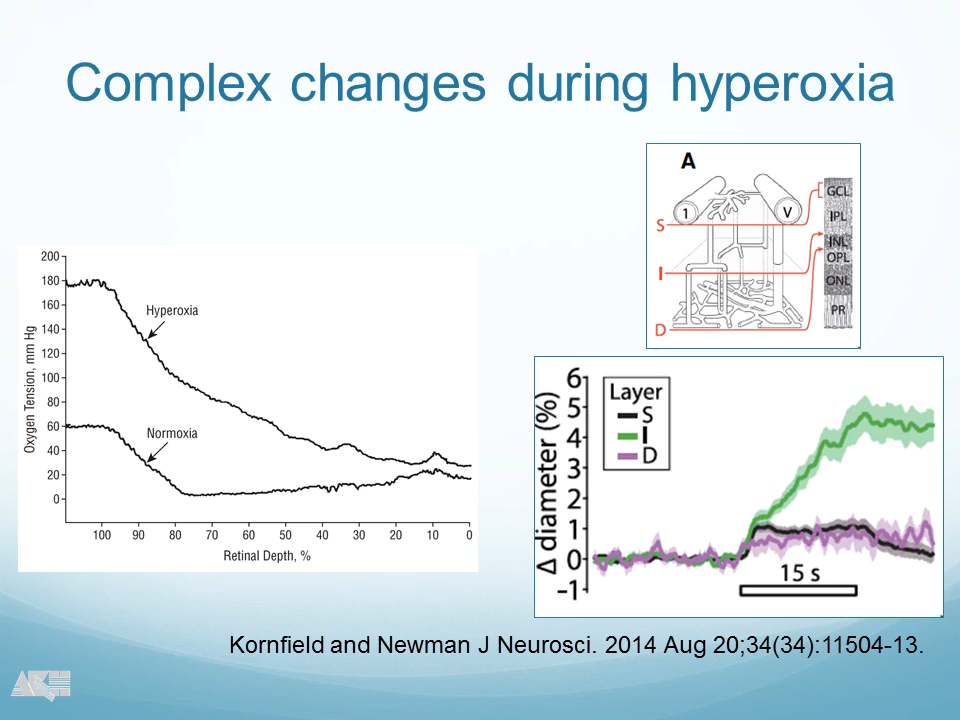 Complex changes during hyperoxia
A
1
V
S
I
D
GCL
IPL
INL
OPL
ONL
PR
Oxygen Tension, mm Hg
200
180
160
140
120
100
80
60
40
20
0
Hyperoxia
Normoxia
100 90 80 70 60 50 40 30 20 10 0
Retinal Depth, %
Δ diameter (%)
6
5
4
3
2
1
0
-1
Layer
S
I
D
15 s
Kornfield and Newman J Neurosci. 2014 Aug 20;34(34):11504-13.